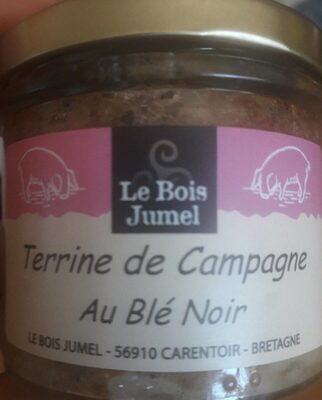 Le Bois
Jumel
Terrine de Campagne
Au Blé Noir
LE BOIS JUMEL - 56910 CARENTOIR - BRETAGNE